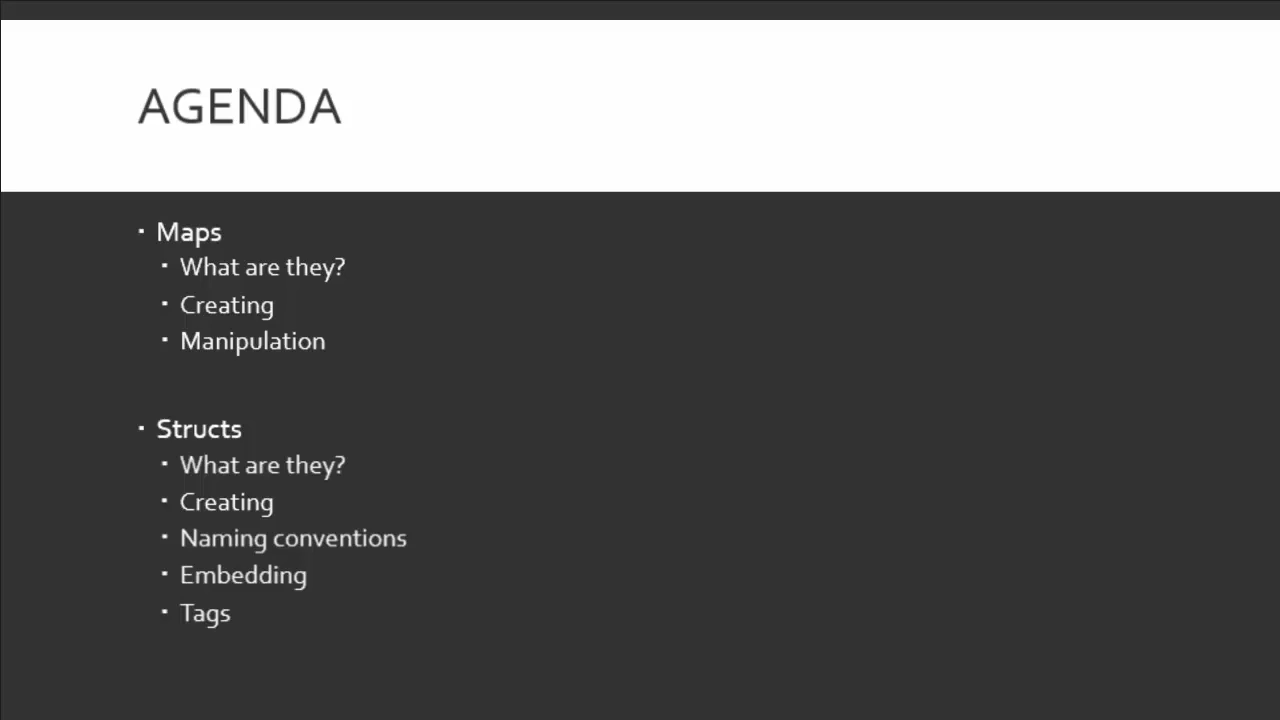 AGENDA
▪ Maps
▪ What are they?
▪ Creating
▪ Manipulation
▪ Structs
▪ What are they?
▪ Creating
▪ Naming conventions
▪ Embedding
▪ Tags